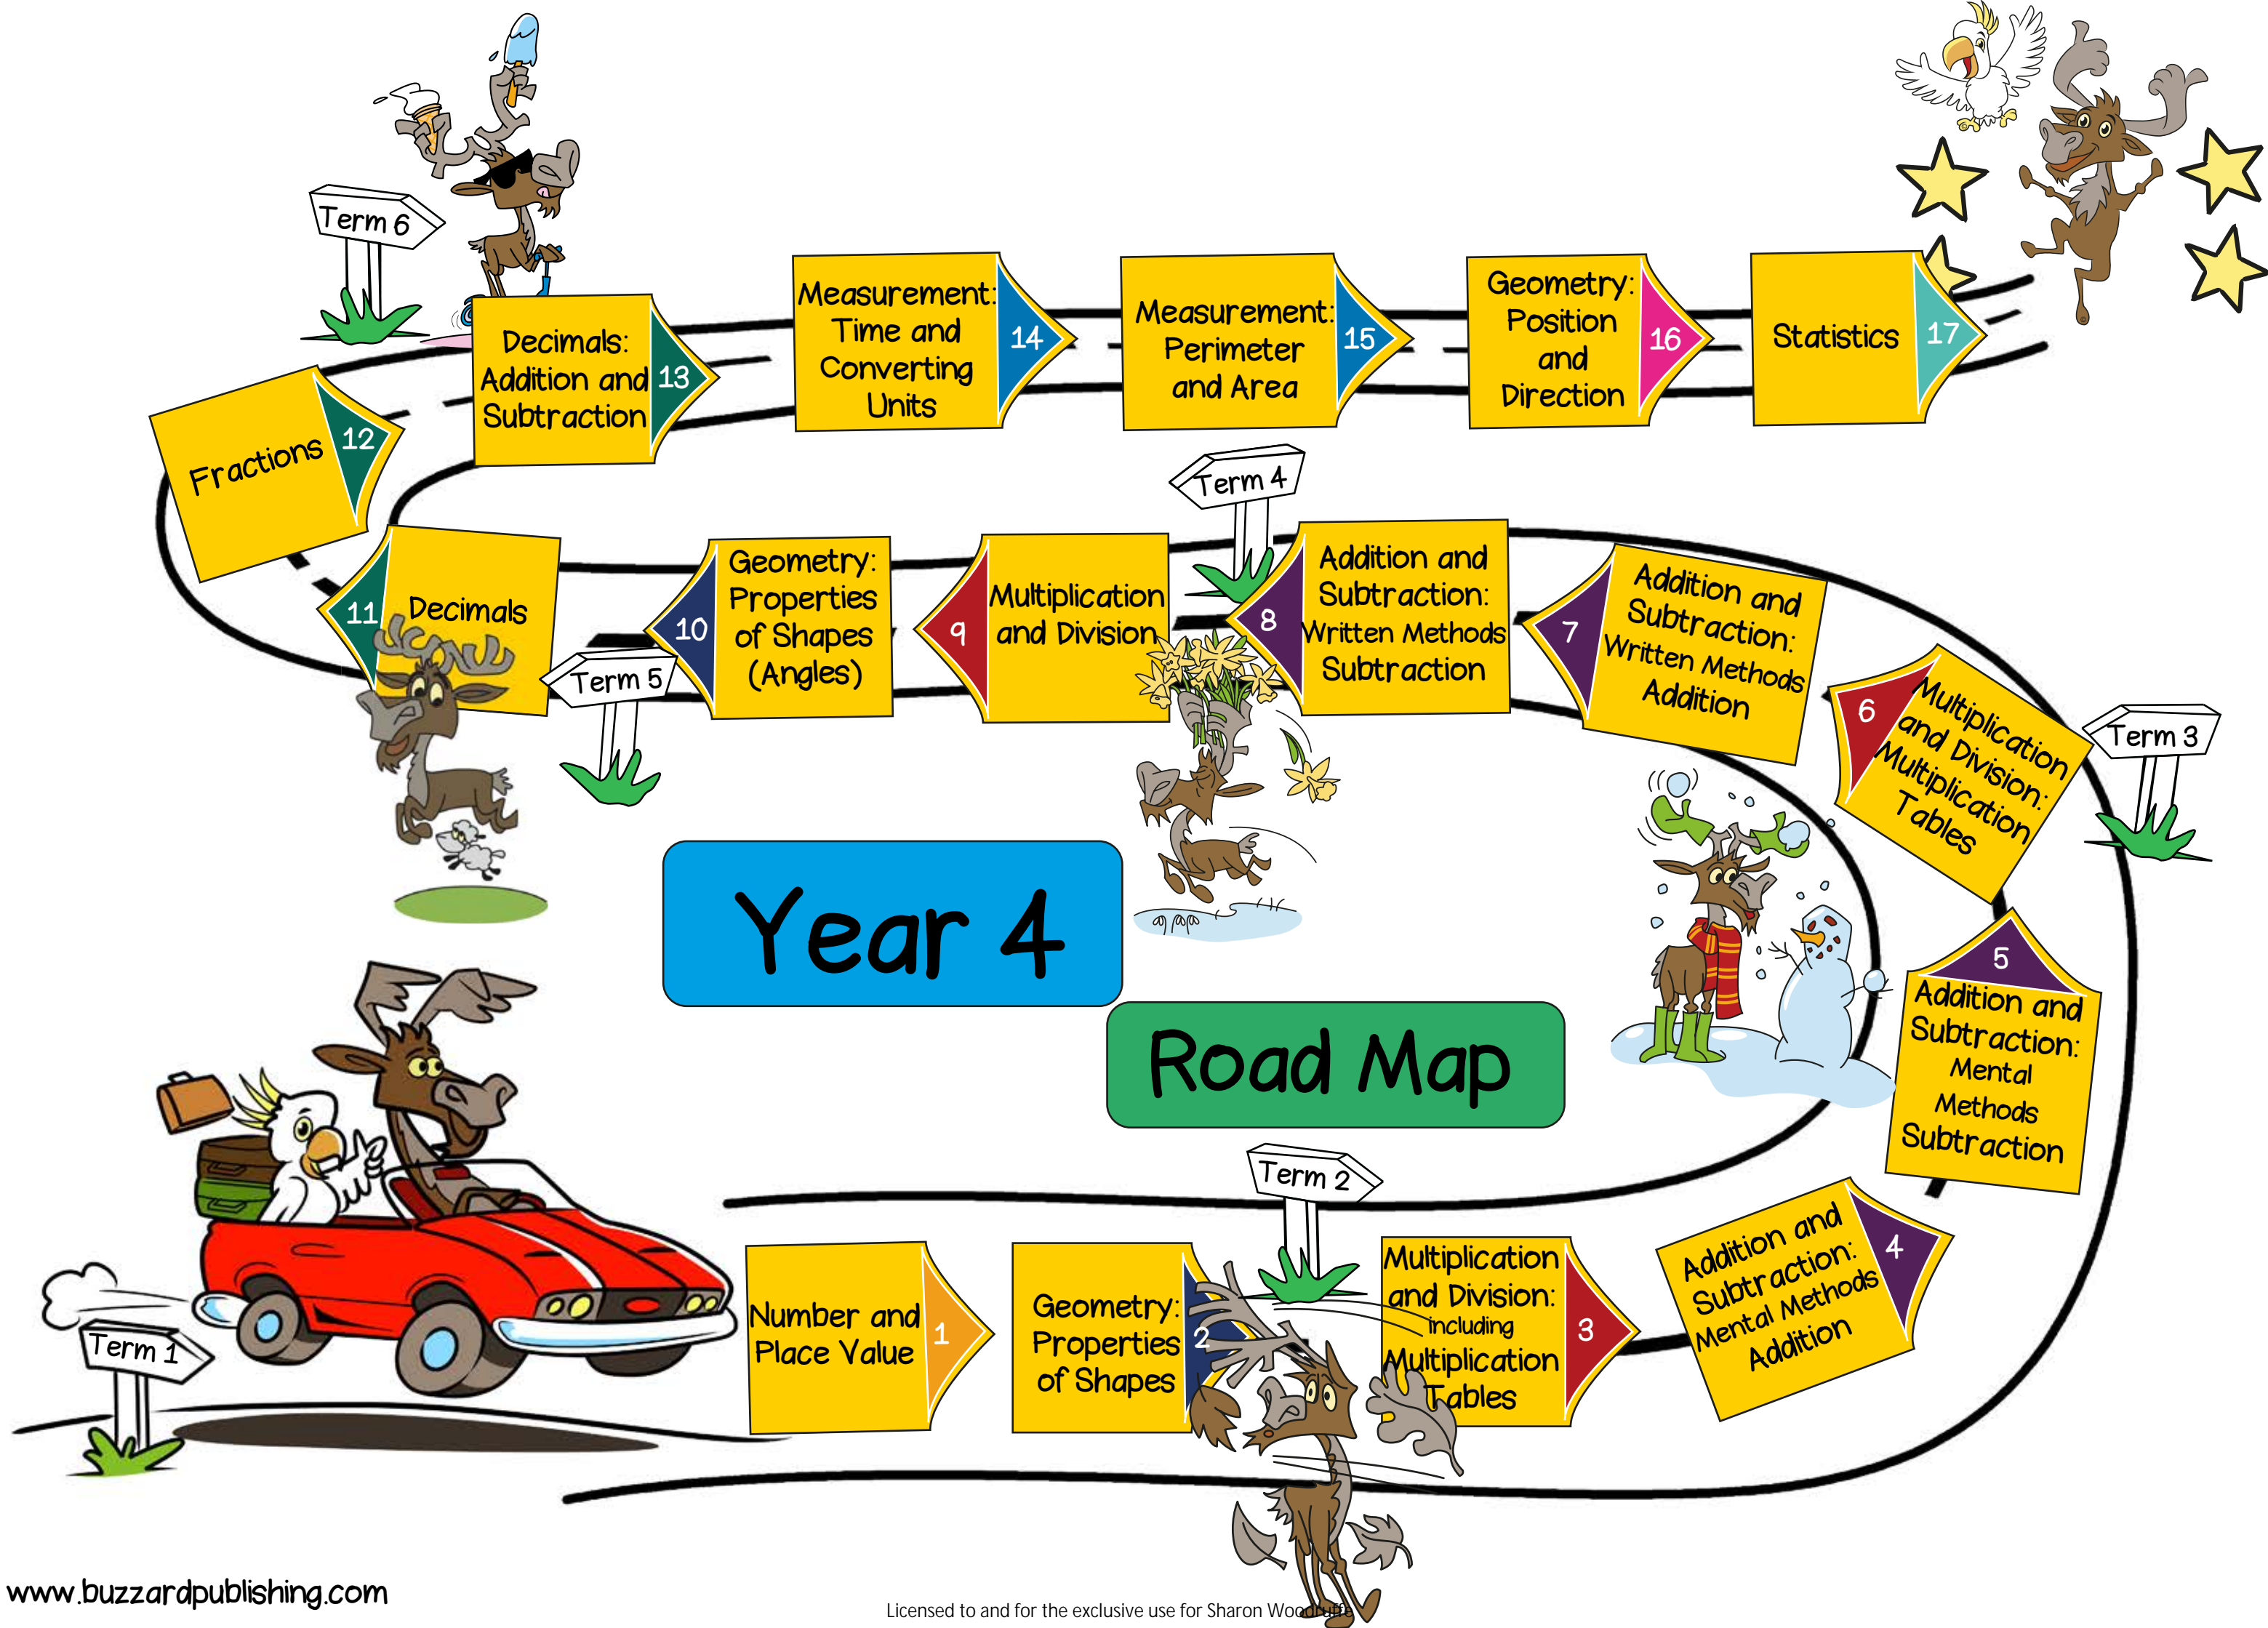 Term 6
Decimals:
Addition and
Subtraction
13
Measurement:
Time and
Converting
Units
14
Measurement:
Perimeter
and Area
15
Geometry:
Position
and
Direction
16
Statistics
17
Fractions
12
11
Decimals
Term 5
10
Geometry:
Properties
of Shapes
(Angles)
9
Multiplication
and Division
Term 4
8
Addition and
Subtraction:
Written Methods
Subtraction
7
Addition and
Subtraction:
Written Methods
Addition
6
Multiplication
and Division:
Multiplication
Tables
Term 3
5
Addition and
Subtraction:
Mental
Methods
Subtraction
Year 4
Road Map
Term 1
Number and
Place Value
1
Geometry:
Properties
of Shapes
2
Term 2
Multiplication
and Division:
including
Multiplication
Tables
3
Addition and
Subtraction:
Mental Methods
Addition
4
www.buzzardpublishing.com
Licensed to and for the exclusive use for Sharon Woodruffe